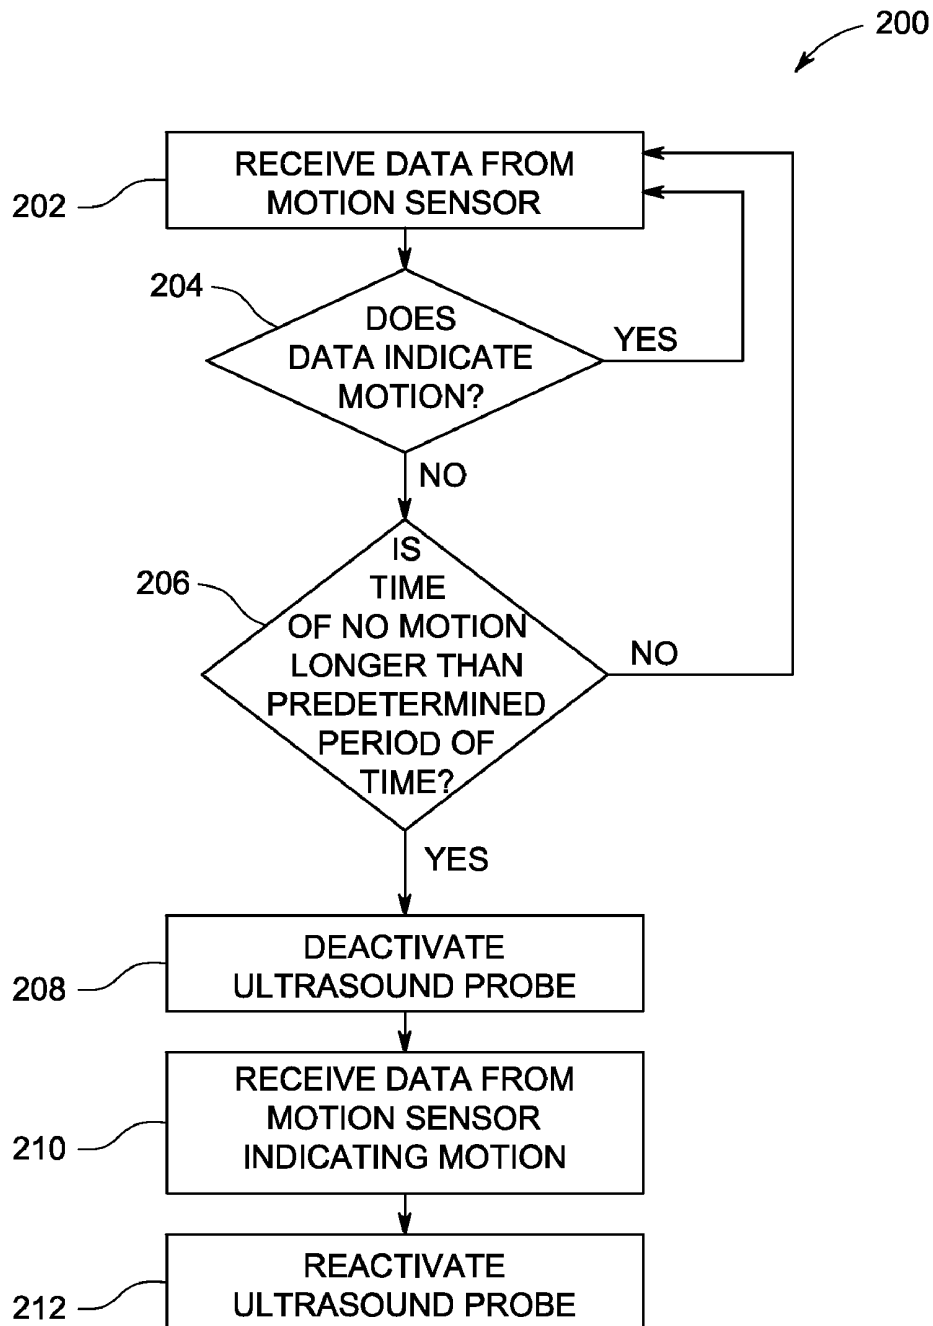 200
RECEIVE DATA FROM
MOTION SENSOR
202
204
DOES
DATA INDICATE
MOTION?
YES
NO
206
IS
TIME
OF NO MOTION
LONGER THAN
PREDETERMINED
PERIOD OF
TIME?
NO
YES
DEACTIVATE
ULTRASOUND PROBE
208
RECEIVE DATA FROM
MOTION SENSOR
INDICATING MOTION
210
REACTIVATE
ULTRASOUND PROBE
212